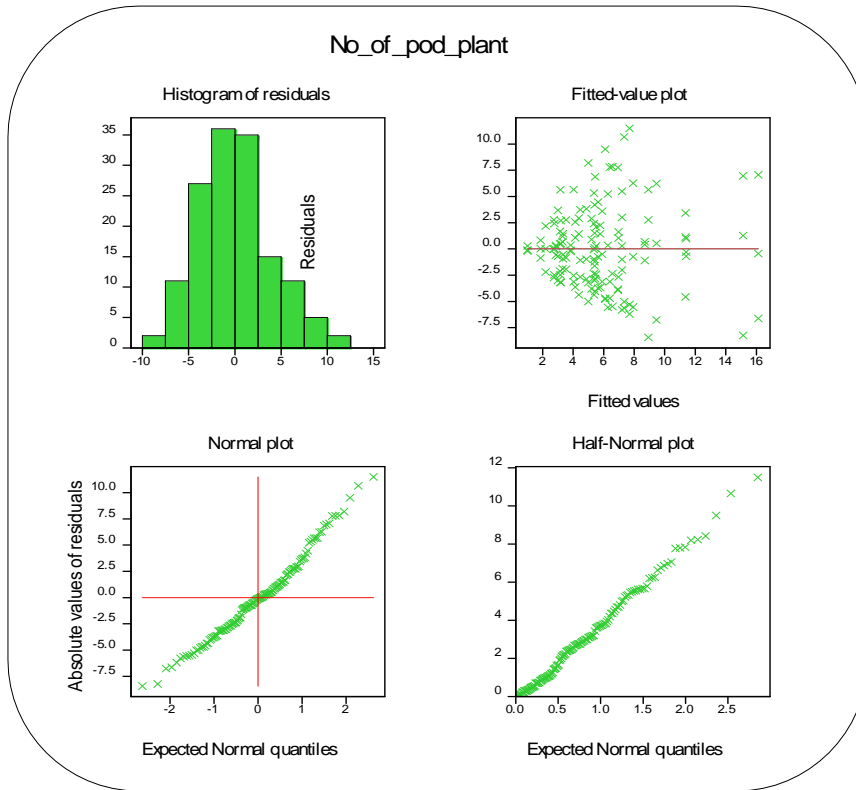 No_of_pod_plant
Histogram of residuals
35
30
25
20
15
10
5
0
-10 -5 0 5 10 15
Fitted-value plot
Residuals
10.0
7.5
5.0
2.5
0.0
-2.5
-5.0
-7.5
2 4 6 8 10 12 14 16
Fitted values
Normal plot
Absolute values of residuals
10.0
7.5
5.0
2.5
0.0
-2.5
-5.0
-7.5
-2 -1 0 1 2
Expected Normal quantiles
Half-Normal plot
12
10
8
6
4
2
0
0.0 0.5 1.0 1.5 2.0 2.5
Expected Normal quantiles